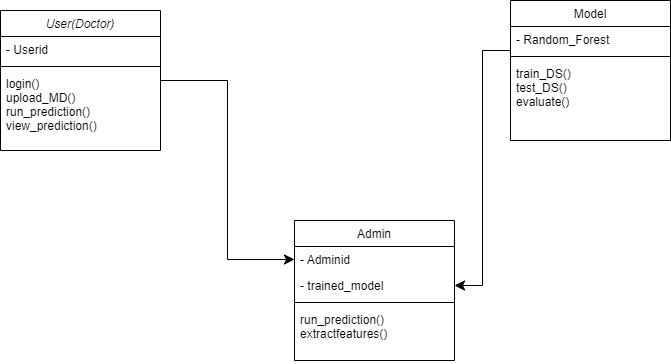 User(Doctor)
- Userid
login()
upload_MD()
run_prediction()
view_prediction()
Model
- Random_Forest
train_DS()
test_DS()
evaluate()
Admin
- Adminid
- trained_model
run_prediction()
extractfeatures()